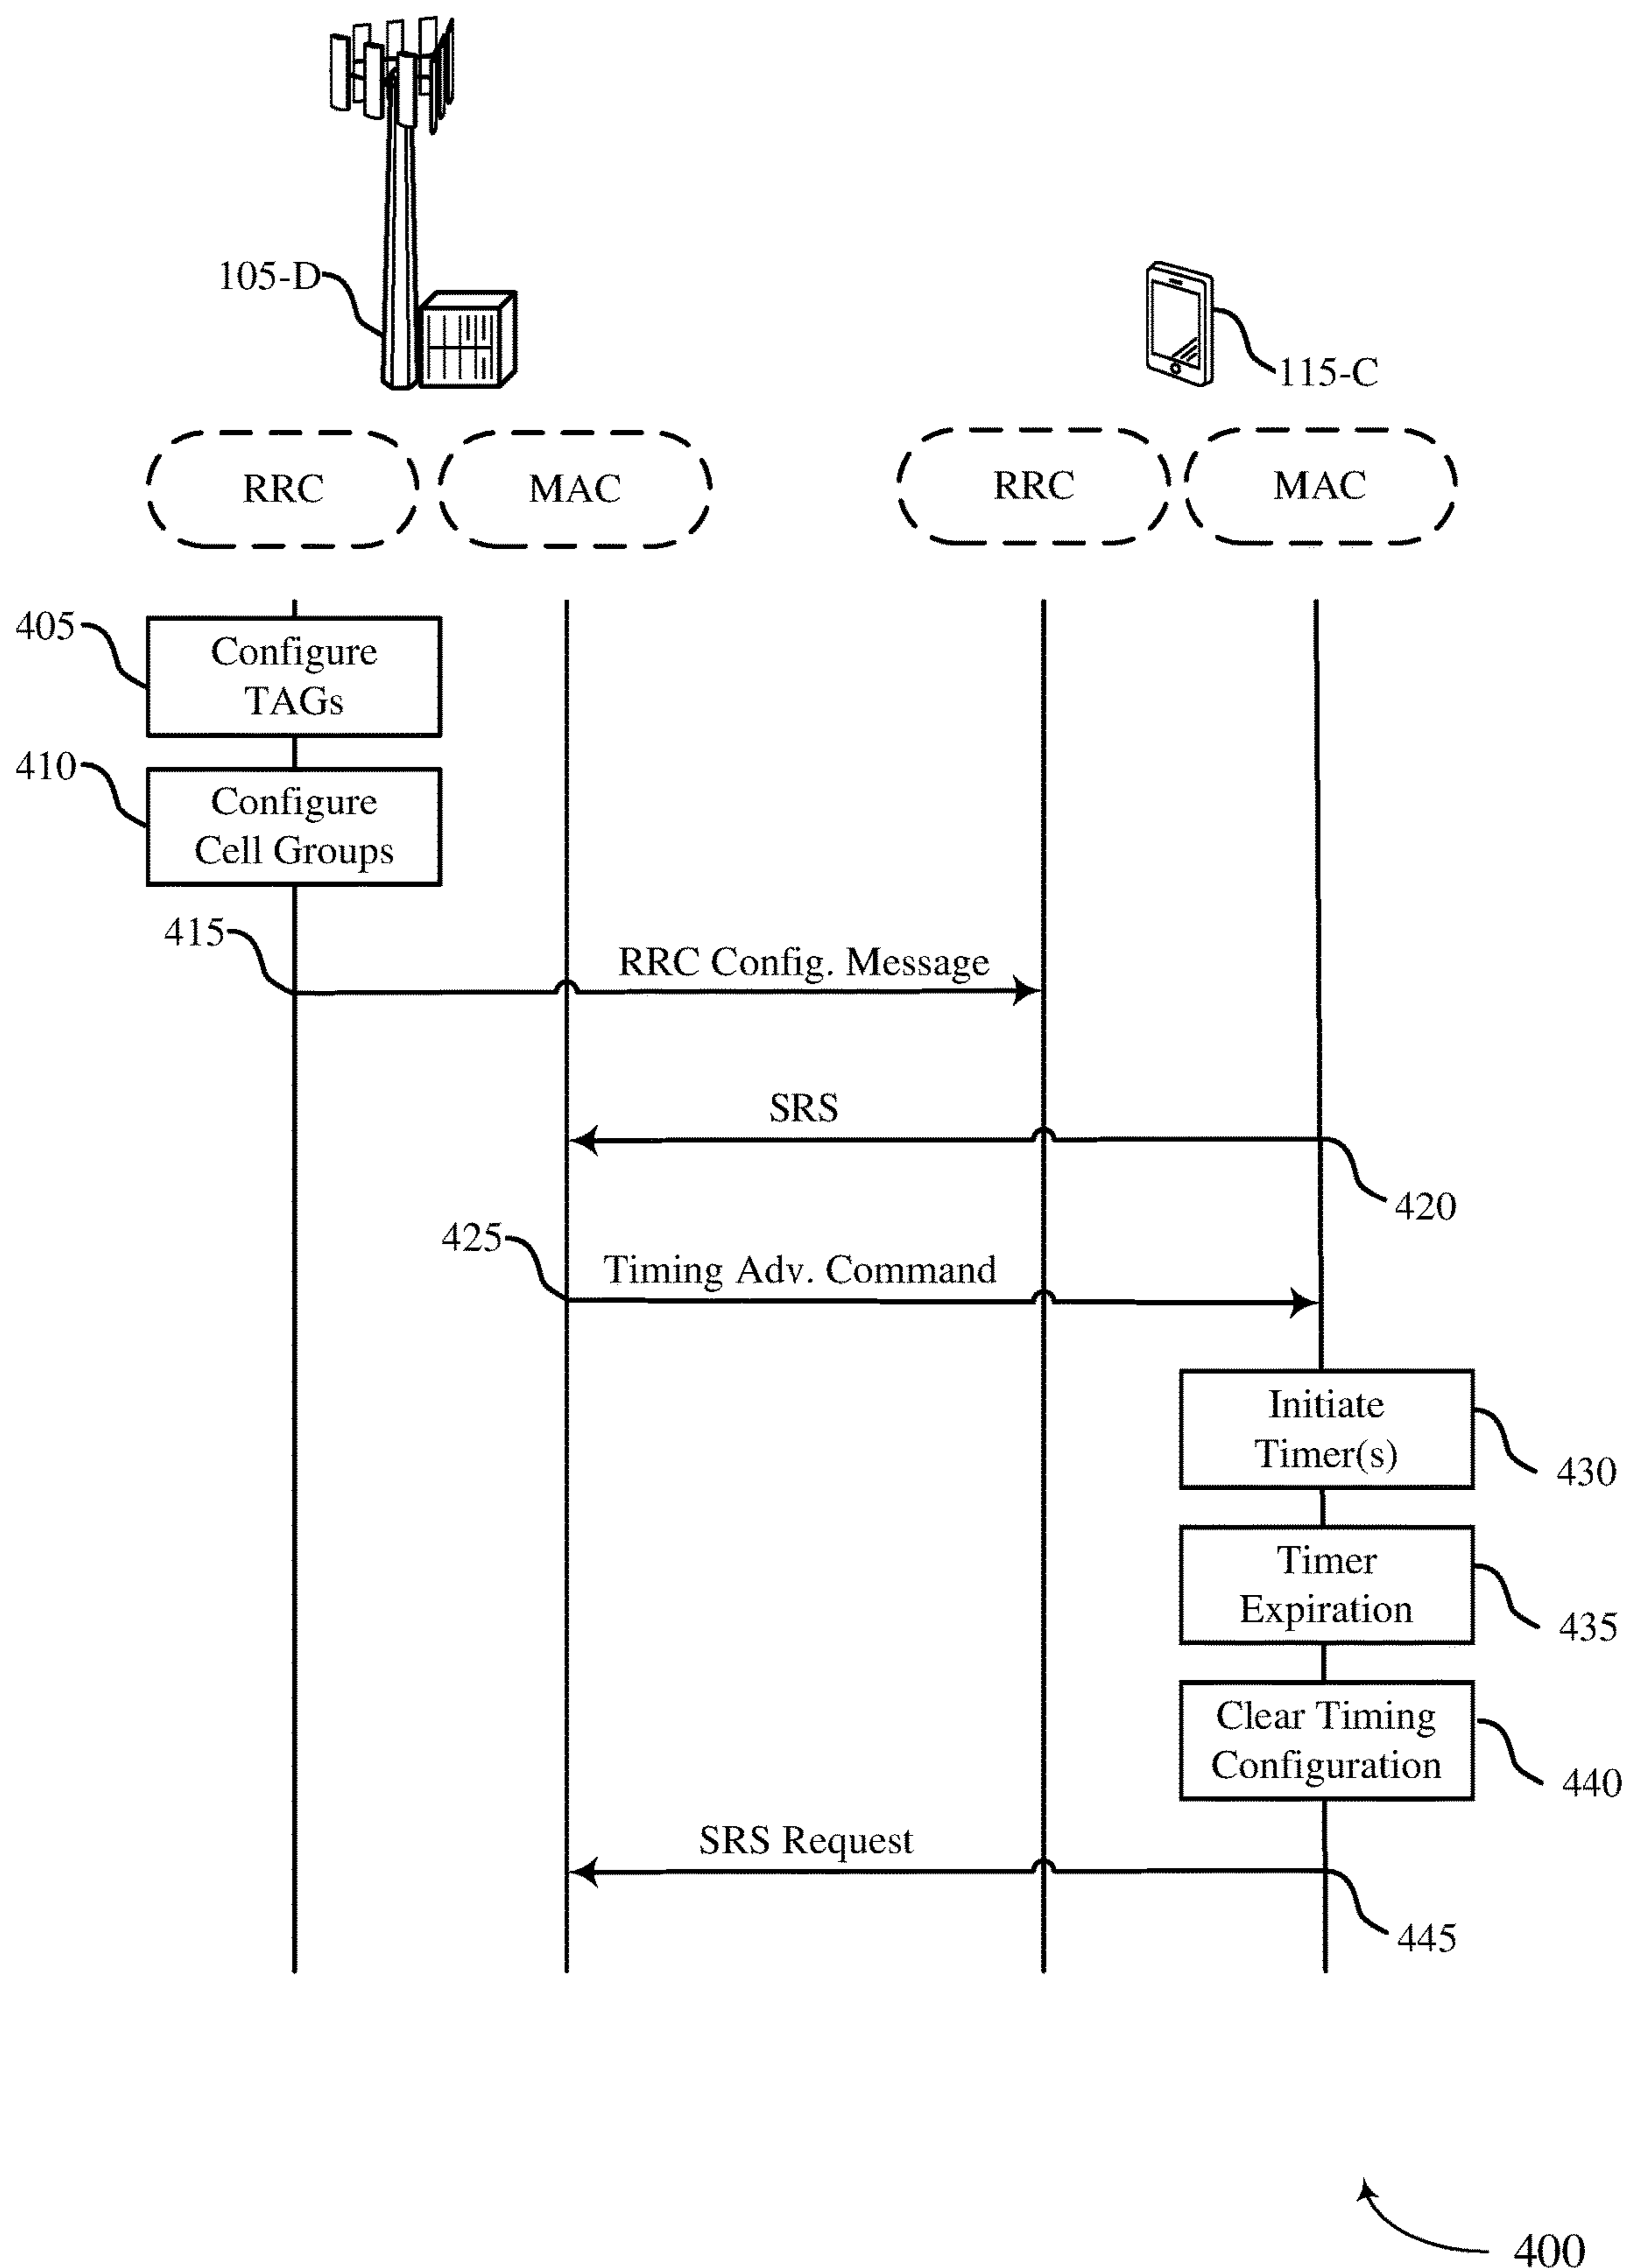 105-D
115-C
RRC
MAC
RRC
MAC
405
Configure
TAGs
410
Configure
Cell Groups
415
RRC Config. Message
SRS
420
425
Timing Adv. Command
Initiate
Timer(s)
430
Timer
Expiration
435
Clear Timing
Configuration
440
SRS Request
445
400